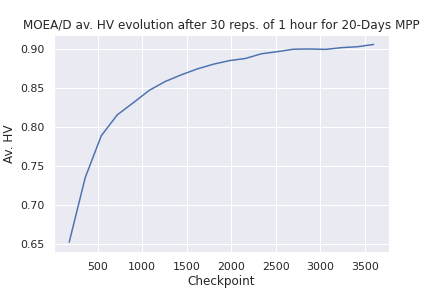 MOEA/D av. HV evolution after 30 reps. of 1 hour for 20-Days MPP
0.90
0.85
0.80
0.75
0.70
0.65
Av. HV
500 1000 1500 2000 2500 3000 3500
Checkpoint